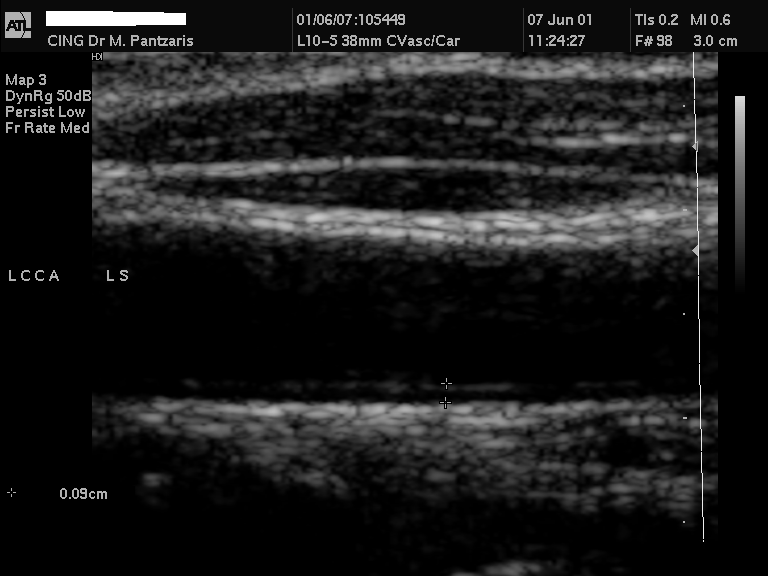 ATL
01/06/07:105449
07 Jun 01
TIs 0.2 MI 0.6
CING Dr M. Pantzaris
L10-5 38mm CVasc/Car
11:24:27
F# 98 3.0 cm
HDI
Map 3
DynRg 50dB
Persist Low
Fr Rate Med
LCCA LS
0.09cm